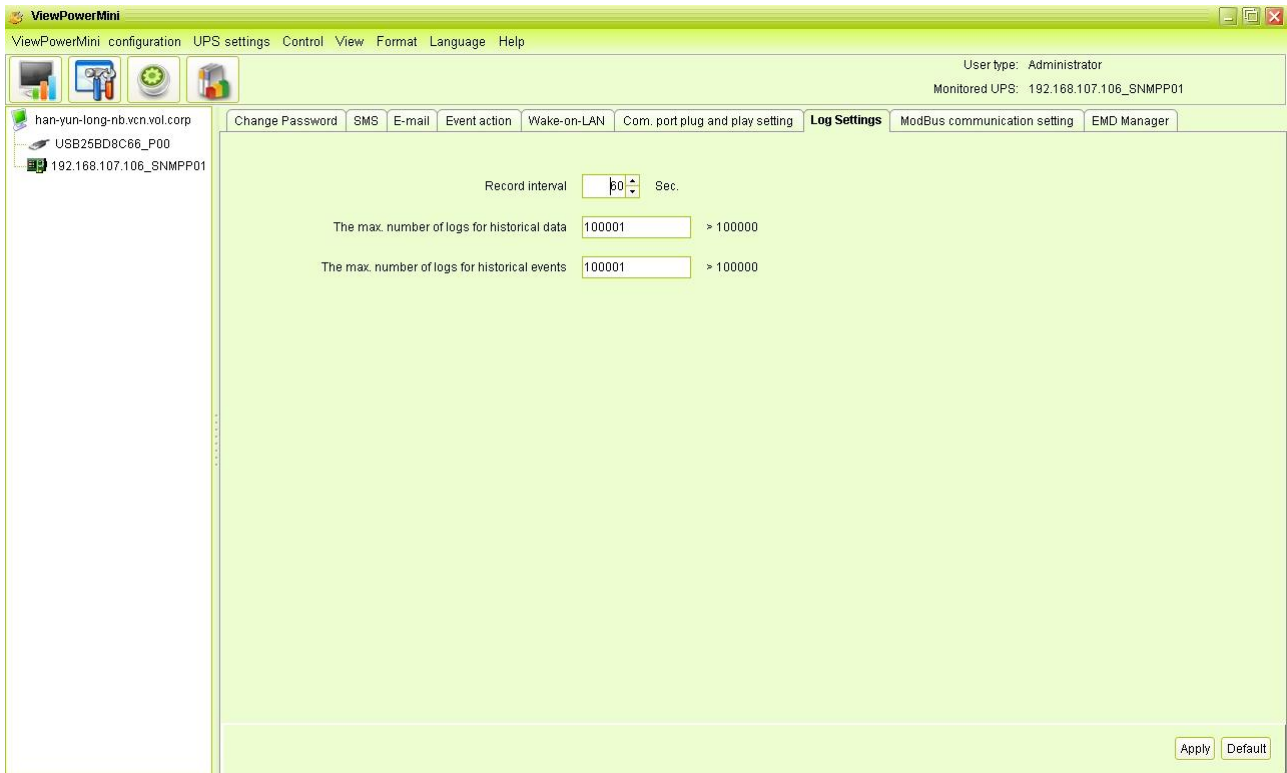 ViewPowerMini
ViewPowerMini configuration UPS settings Control View Format Language Help
User type: Administrator
Monitored UPS: 192.168.107.106_SNMPP01
han-yun-long-nb.vcn.vol.corp
USB25BD8C66_P00
192.168.107.106_SNMPP01
Change Password SMS E-mail Event action Wake-on-LAN Com. port plug and play setting Log Settings ModBus communication setting EMD Manager
Record interval 60 Sec.
The max. number of logs for historical data 100001 > 100000
The max. number of logs for historical events 100001 > 100000
Apply Default